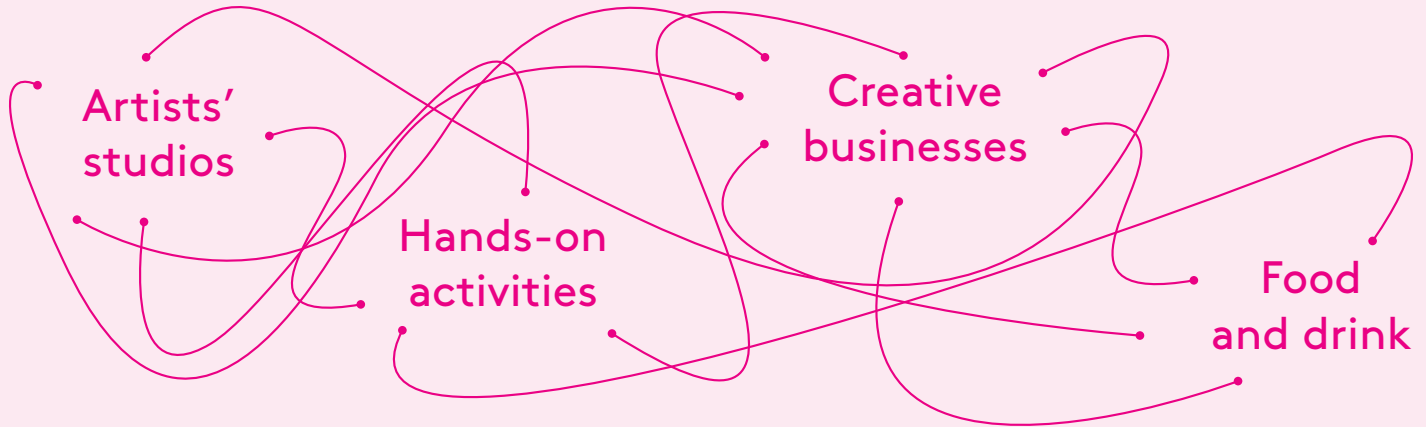 Artists’
studios
Hands-on
activities
Creative
businesses
Food
and drink